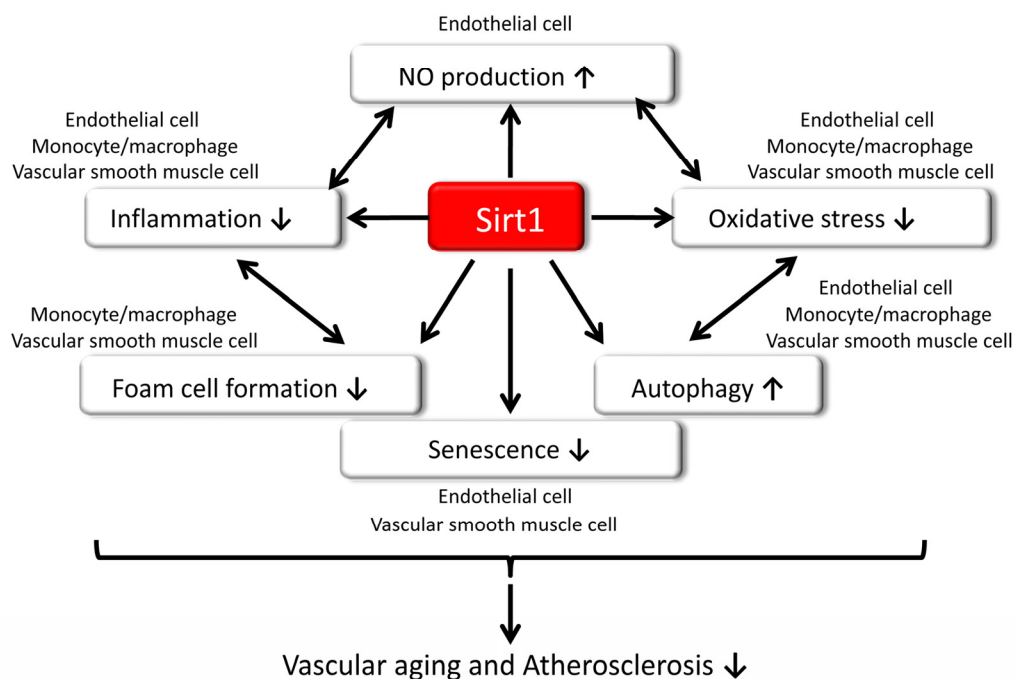 Endothelial cell
NO production ↑
Endothelial cell
Monocyte/macrophage
Vascular smooth muscle cell
Inflammation ↓
Sirt1
Endothelial cell
Monocyte/macrophage
Vascular smooth muscle cell
Oxidative stress ↓
Monocyte/macrophage
Vascular smooth muscle cell
Foam cell formation ↓
Endothelial cell
Monocyte/macrophage
Vascular smooth muscle cell
Autophagy ↑
Senescence ↓
Endothelial cell
Vascular smooth muscle cell
Vascular aging and Atherosclerosis ↓